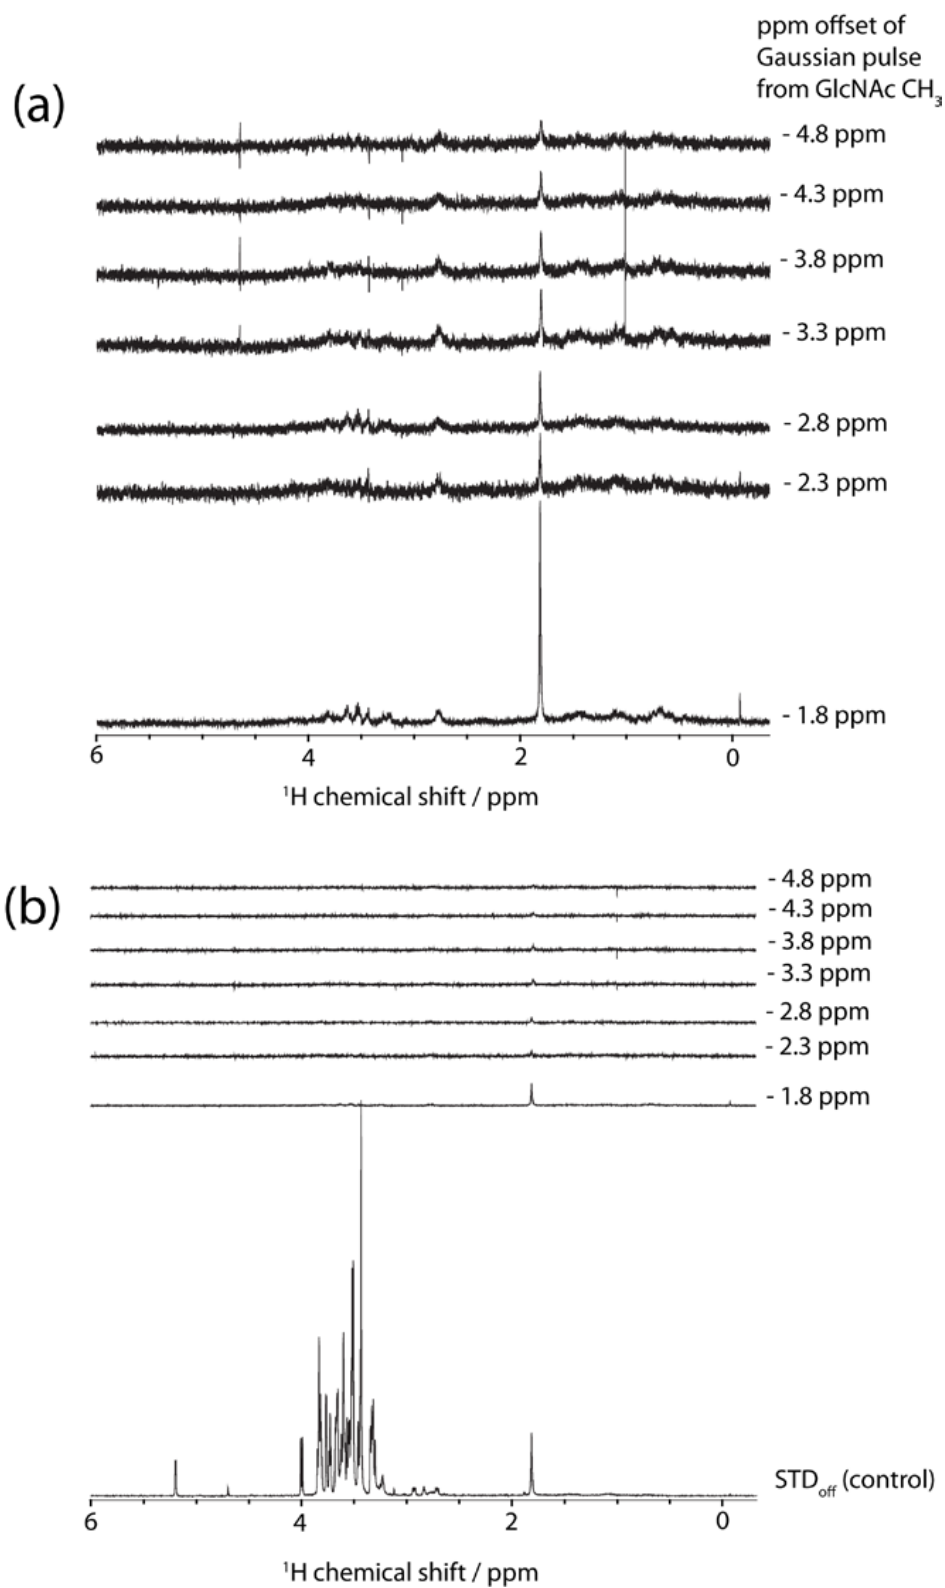 ppm offset of
Gaussian pulse
from GlcNAc CH₃
(a)
- 4.8 ppm
- 4.3 ppm
- 3.8 ppm
- 3.3 ppm
- 2.8 ppm
- 2.3 ppm
- 1.8 ppm
6 4 2 0
¹H chemical shift / ppm
(b)
- 4.8 ppm
- 4.3 ppm
- 3.8 ppm
- 3.3 ppm
- 2.8 ppm
- 2.3 ppm
- 1.8 ppm
STD_off (control)
6 4 2 0
¹H chemical shift / ppm